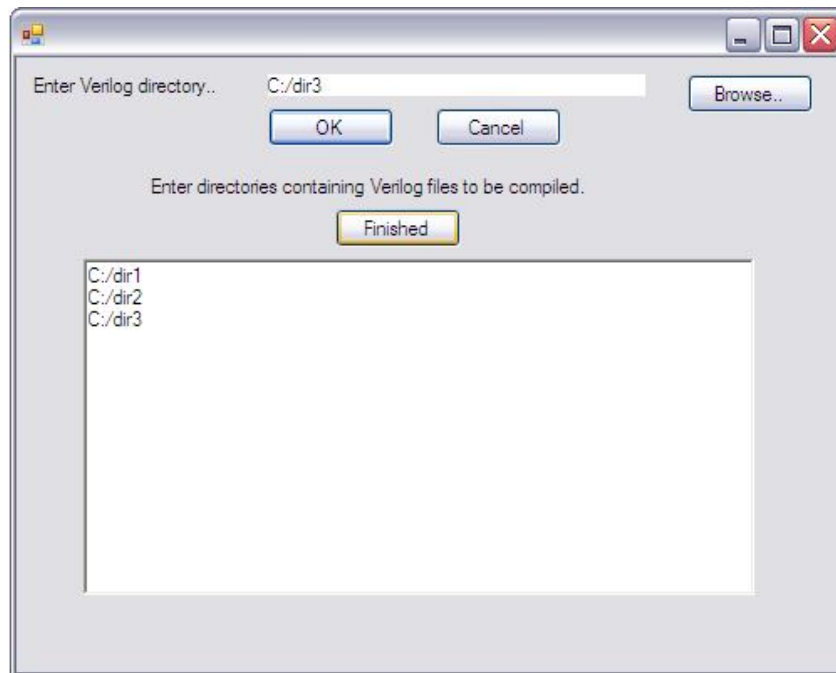 Enter Verilog directory..
C:/dir3
Browse..
OK
Cancel
Enter directories containing Verilog files to be compiled.
Finished
C:/dir1
C:/dir2
C:/dir3